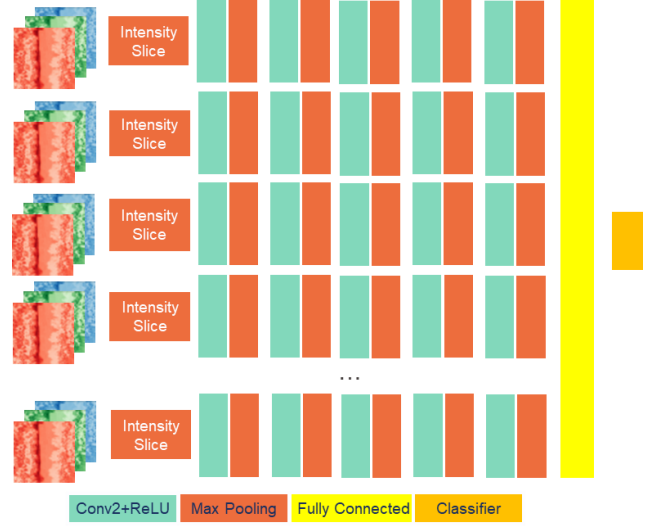 Intensity
Slice
Intensity
Slice
Intensity
Slice
Intensity
Slice
...
Intensity
Slice
Conv2+ReLU Max Pooling Fully Connected Classifier